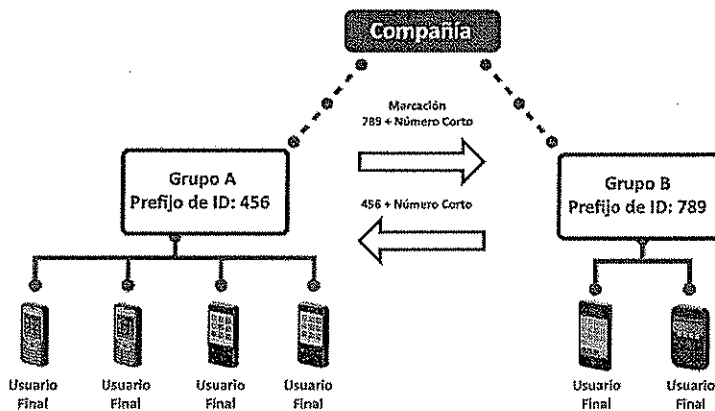 Compañía
Marcación
789 + Número Corto
Grupo A
Prefijo de ID: 456
456 + Número Corto
Grupo B
Prefijo de ID: 789
Usuario
Final
Usuario
Final
Usuario
Final
Usuario
Final
Usuario
Final
Usuario
Final